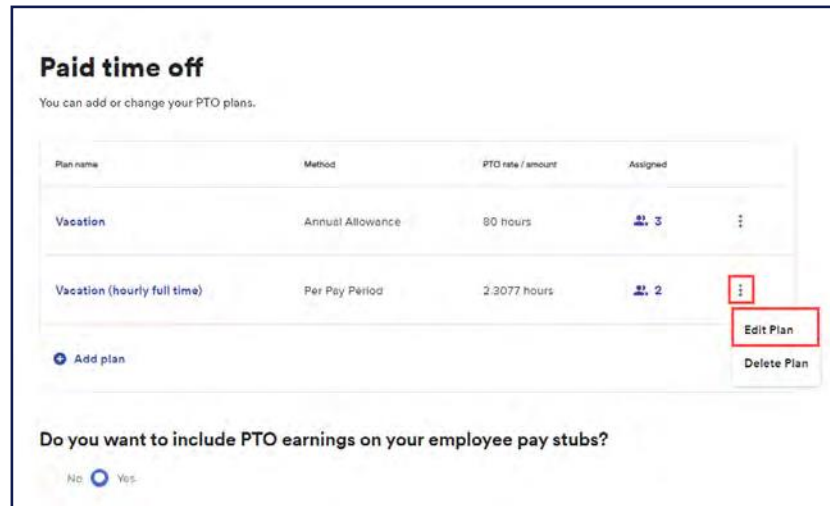 Paid time off
You can add or change your PTO plans.
Plan name Method PTO rate / amount Assigned
Vacation Annual Allowance 80 hours 3
Vacation (hourly full time) Per Pay Period 2.3077 hours 2
Edit Plan
Add plan
Delete Plan
Do you want to include PTO earnings on your employee pay stubs?
No Yes